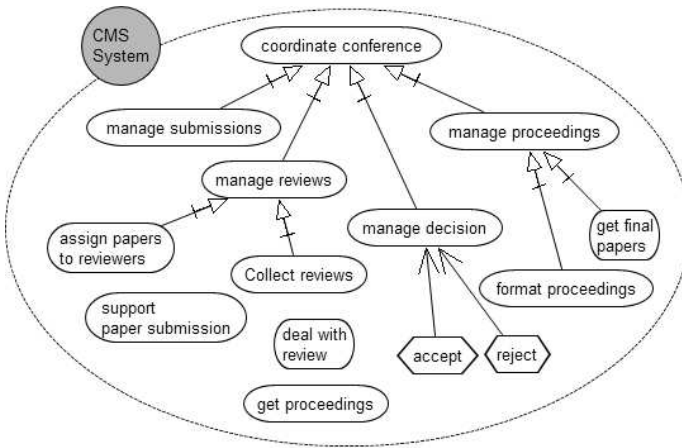 CMS
System
coordinate conference
manage submissions
manage proceedings
manage reviews
assign papers
to reviewers
manage decision
get final
papers
Collect reviews
format proceedings
support
paper submission
deal with
review
accept
reject
get proceedings